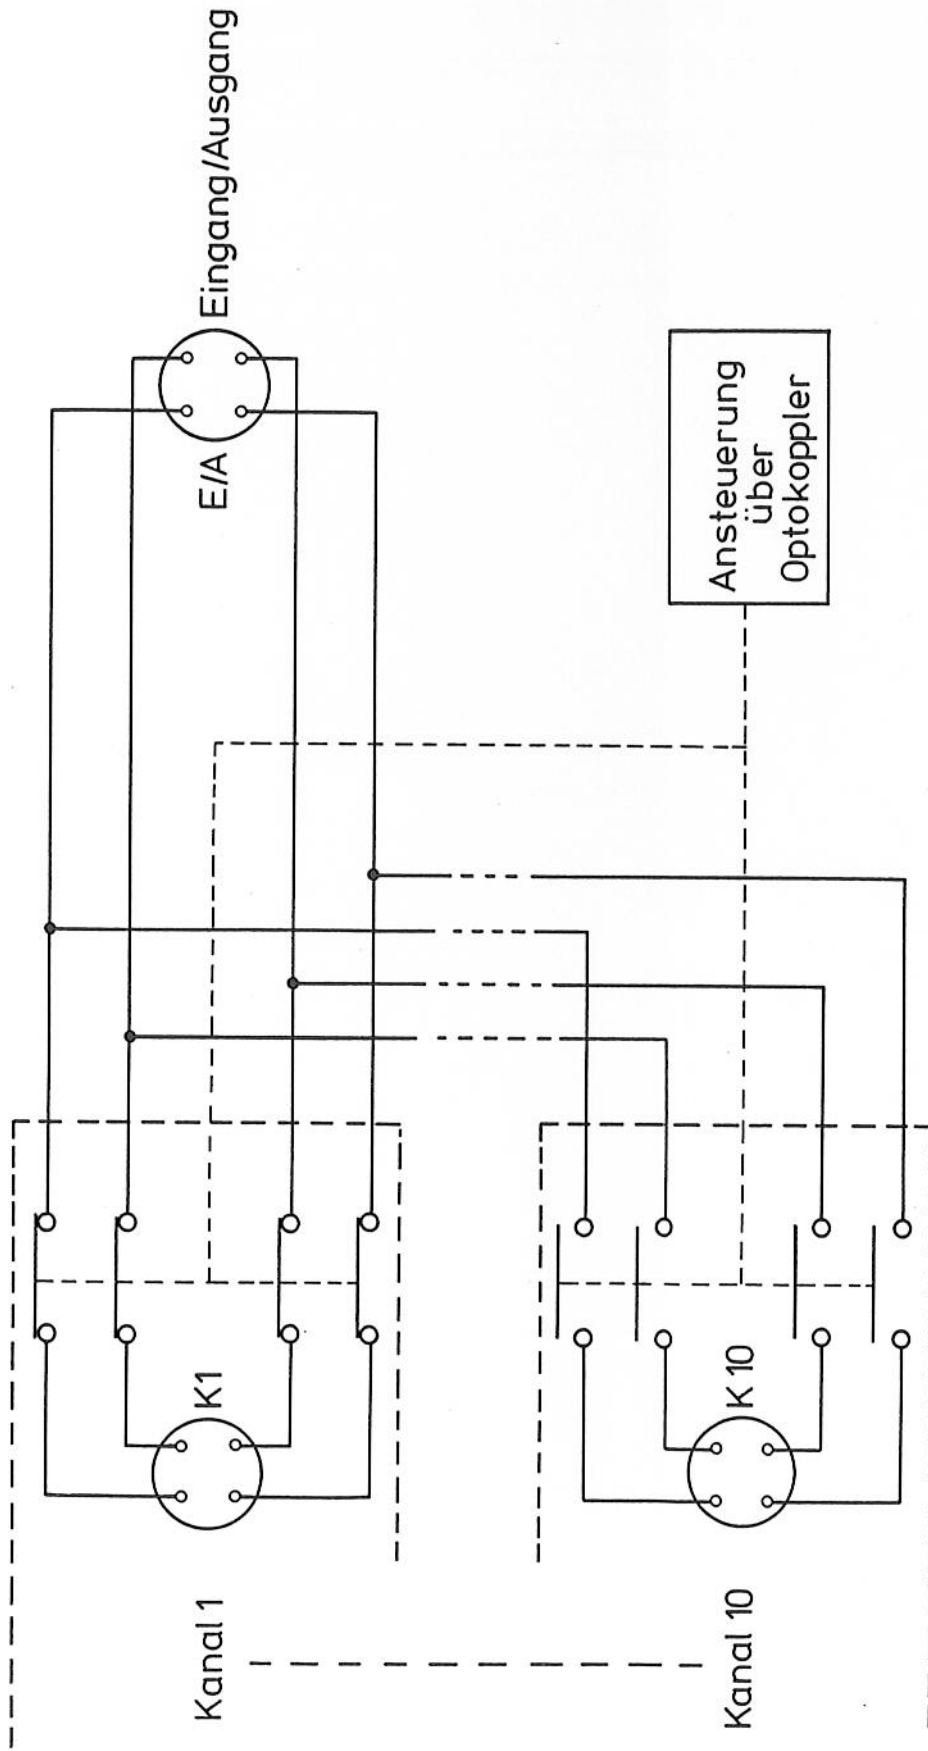 Kanal 1
K1
E/A
Eingang/Ausgang
Kanal 10
K 10
Ansteuerung
über
Optokoppler